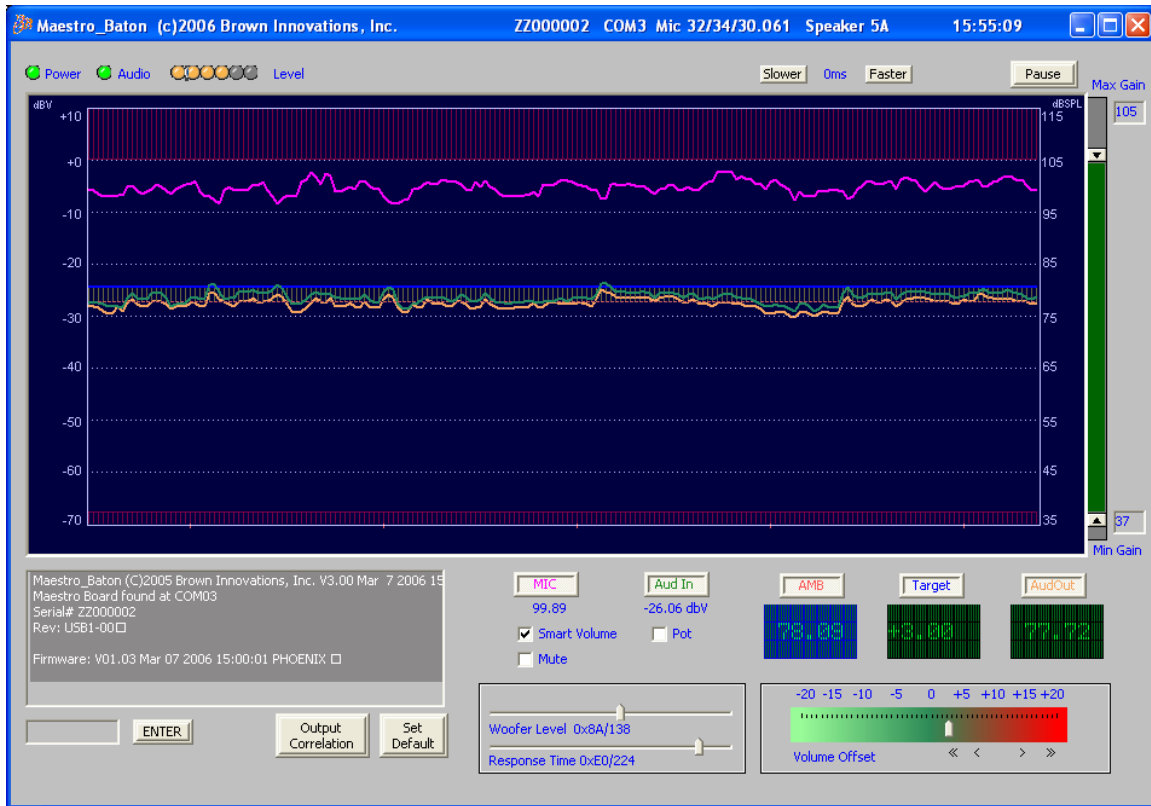 Maestro_Baton (c)2006 Brown Innovations, Inc. ZZ000002 COM3 Mic 32/34/30.061 Speaker 5A 15:55:09
Power Audio Level Slower 0ms Faster Pause
Max Gain
105
dBV dBSPL
+10 115
+0 105
-10 95
-20 85
-30 75
-40 65
-50 55
-60 45
-70 35
37
Min Gain
Maestro_Baton (C)2005 Brown Innovations, Inc. V3.00 Mar 7 2006 15
Maestro Board found at COM03
Serial# ZZ000002
Rev: USB1-00□
Firmware: V01.03 Mar 07 2006 15:00:01 PHOENIX □
ENTER
Output Correlation
Set Default
MIC Aud In AMB Target AudOut
99.89 -26.06 dbV 78.09 +3.00 77.72
Smart Volume Pot
Mute
Woofer Level 0x8A/138
Response Time 0xE0/224
-20 -15 -10 -5 0 +5 +10 +15 +20
Volume Offset « < > »